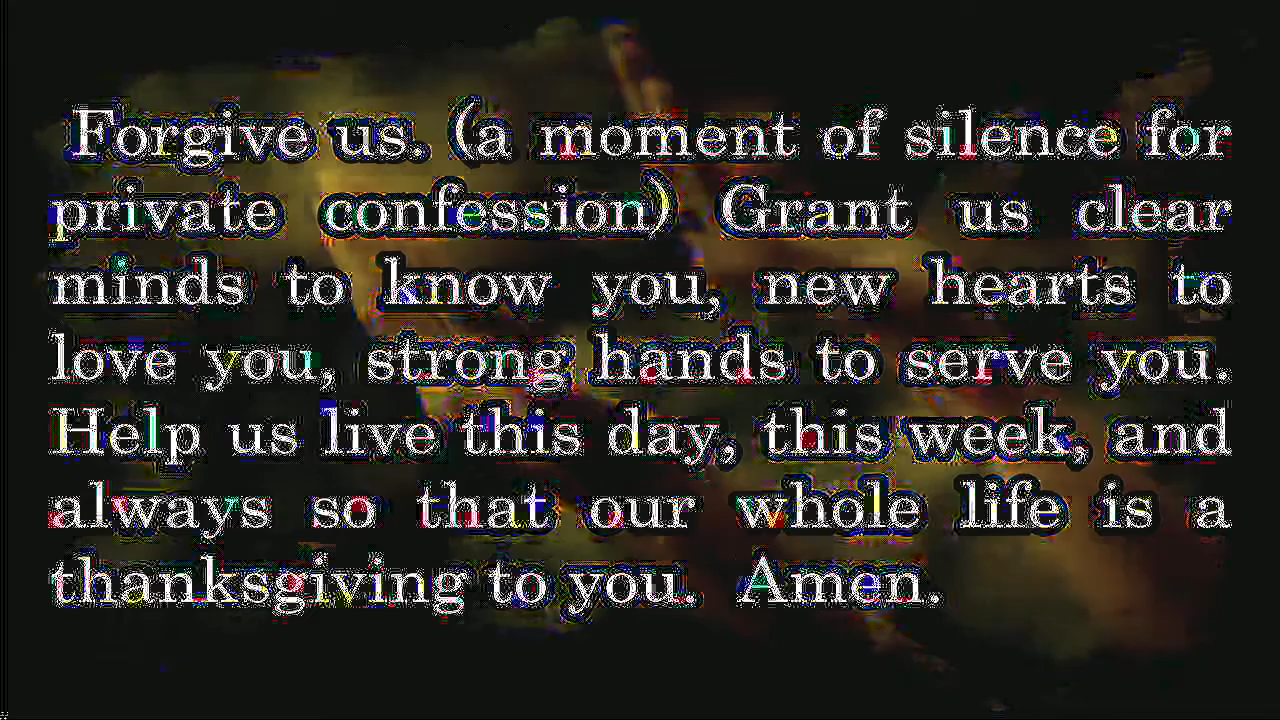 Forgive us. (a moment of silence for
private confession) Grant us clear
minds to know you, new hearts to
love you, strong hands to serve you.
Help us live this day, this week, and
always so that our whole life is a
thanksgiving to you. Amen.